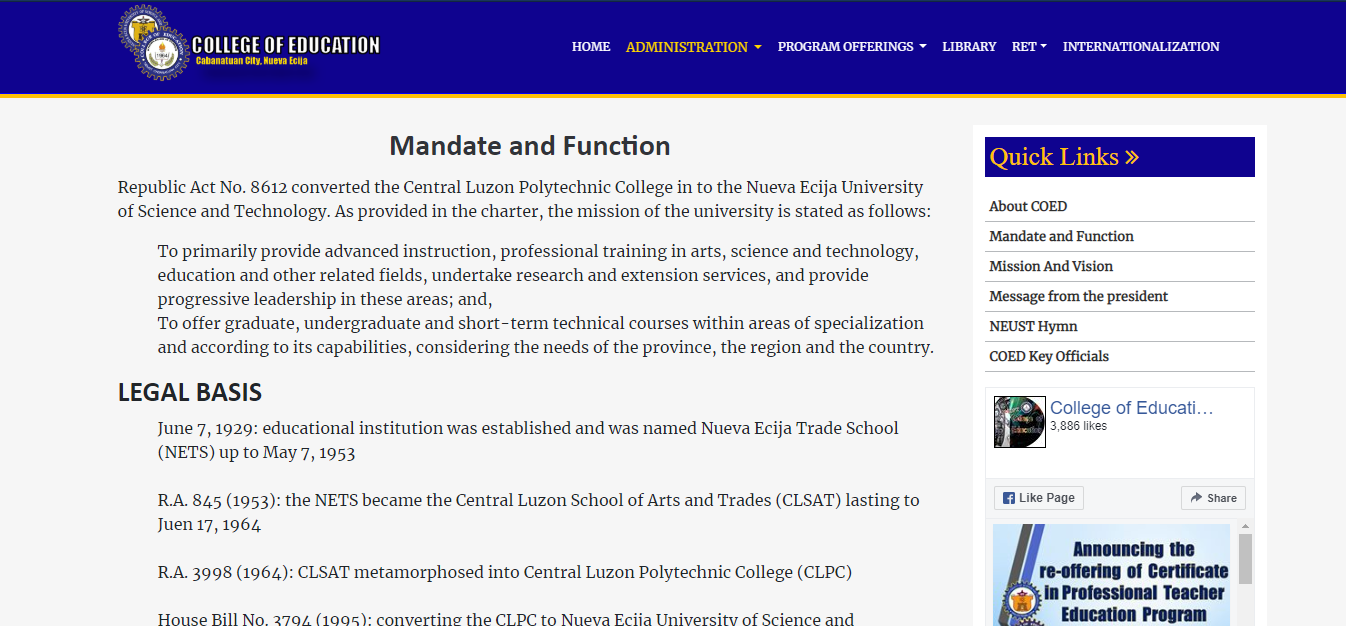 COLLEGE OF EDUCATION
Cabanatuan City, Nueva Ecija
HOME ADMINISTRATION PROGRAM OFFERINGS LIBRARY RET INTERNATIONALIZATION
Mandate and Function
Republic Act No. 8612 converted the Central Luzon Polytechnic College in to the Nueva Ecija University
of Science and Technology. As provided in the charter, the mission of the university is stated as follows:
To primarily provide advanced instruction, professional training in arts, science and technology,
education and other related fields, undertake research and extension services, and provide
progressive leadership in these areas; and,
To offer graduate, undergraduate and short-term technical courses within areas of specialization
and according to its capabilities, considering the needs of the province, the region and the country.
LEGAL BASIS
June 7, 1929: educational institution was established and was named Nueva Ecija Trade School
(NETS) up to May 7, 1953
R.A. 845 (1953): the NETS became the Central Luzon School of Arts and Trades (CLSAT) lasting to
Juen 17, 1964
R.A. 3998 (1964): CLSAT metamorphosed into Central Luzon Polytechnic College (CLPC)
House Bill No. 3794 (1995): converting the CLPC to Nueva Ecija University of Science and
Quick Links »
About COED
Mandate and Function
Mission And Vision
Message from the president
NEUST Hymn
COED Key Officials
College of Educati…
3,886 likes
Like Page
Share
Announcing the
re-offering of Certificate
in Professional Teacher
Education Program